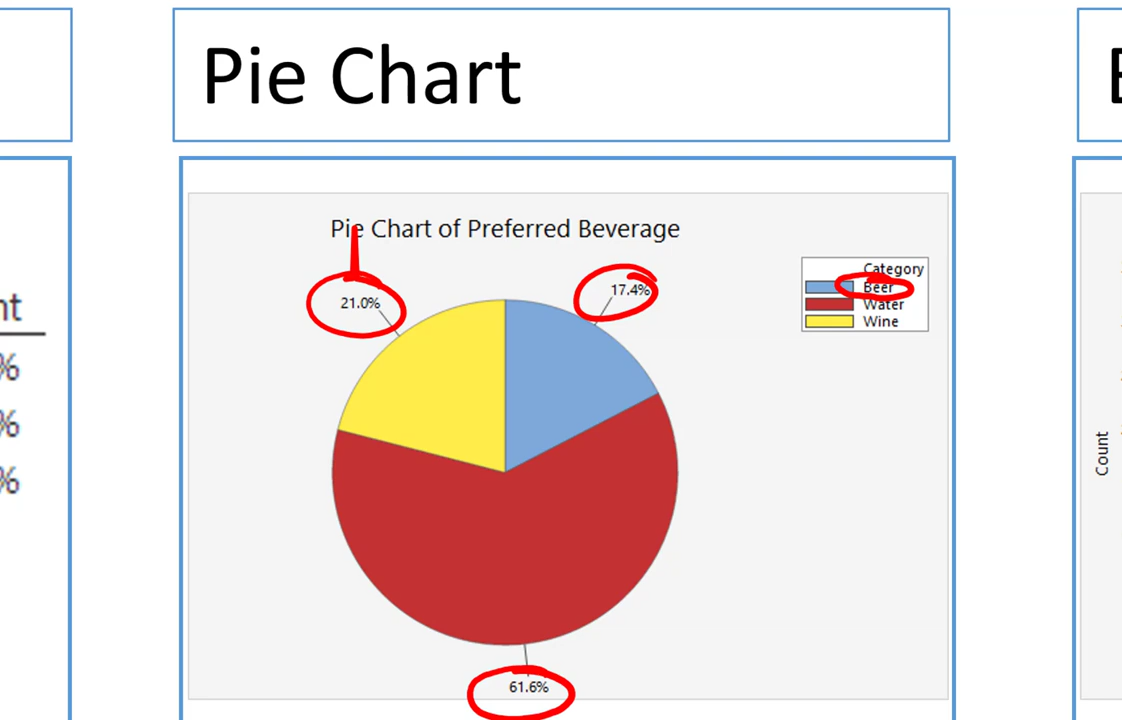 Pie Chart
nt
%
%
%
Pie Chart of Preferred Beverage
21.0%
17.4%
Category
Beer
Water
Wine
61.6%
Count